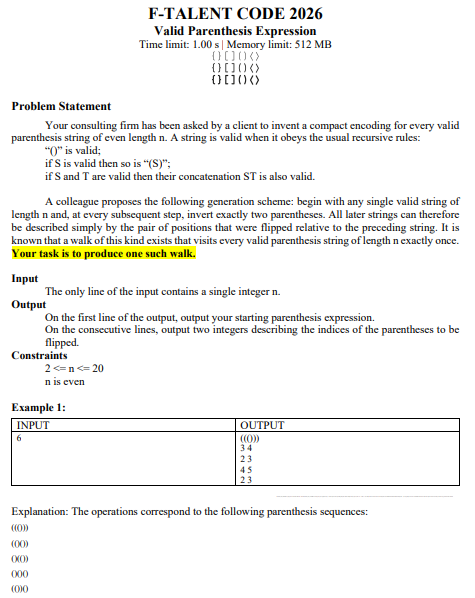 F-TALENT CODE 2026
Valid Parenthesis Expression
Time limit: 1.00 s | Memory limit: 512 MB
{}[]()⟨⟩
{}[]()⟨⟩
{}[]()⟨⟩
Problem Statement
Your consulting firm has been asked by a client to invent a compact encoding for every valid
parenthesis string of even length n. A string is valid when it obeys the usual recursive rules:
“()” is valid;
if S is valid then so is “(S)”;
if S and T are valid then their concatenation ST is also valid.
A colleague proposes the following generation scheme: begin with any single valid string of
length n and, at every subsequent step, invert exactly two parentheses. All later strings can therefore
be described simply by the pair of positions that were flipped relative to the preceding string. It is
known that a walk of this kind exists that visits every valid parenthesis string of length n exactly once.
Your task is to produce one such walk.
Input
The only line of the input contains a single integer n.
Output
On the first line of the output, output your starting parenthesis expression.
On the consecutive lines, output two integers describing the indices of the parentheses to be
flipped.
Constraints
2 <= n <= 20
n is even
Example 1:
INPUT OUTPUT
6 ((()))
3 4
2 3
4 5
2 3
Explanation: The operations correspond to the following parenthesis sequences:
((()))
(()())
()(())
()()()
(())()